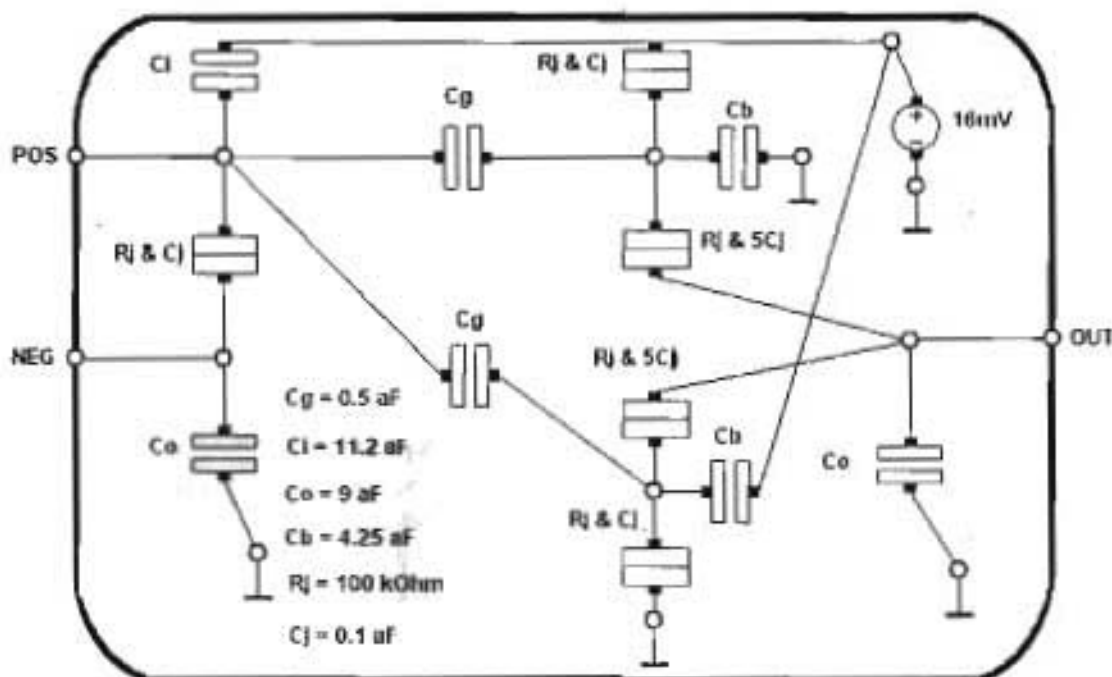 Ci
Rj & Cj
Cg
Cb
16mV
POS
Rj & Cj
Rj & 5Cj
Cg
NEG
OUT
Rj & 5Cj
Cg = 0.5 aF
Co
Cb
Co
Ci = 11.2 aF
Co = 9 aF
Rj & Cj
Cb = 4.25 aF
Rj = 100 kOhm
Cj = 0.1 aF